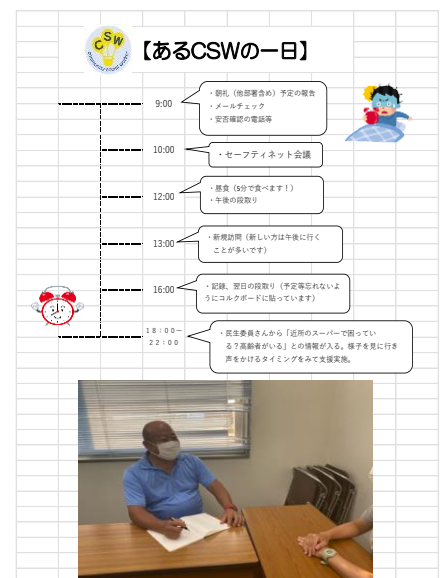 CSW
【あるCSWの一日】
9:00
・朝礼（他部署含め）予定の報告
・メールチェック
・安否確認の電話等
10:00
・セーフティネット会議
12:00
・昼食（5分で食べます！）
・午後の段取り
13:00
・新規訪問（新しい方は午後に行く
ことが多いです）
16:00
・記録、翌日の段取り（予定等忘れないよ
うにコルクボードに貼っています）
18：00～
22：00
・民生委員さんから「近所のスーパーで困ってい
る？高齢者がいる」との情報が入る。様子を見に行き
声をかけるタイミングをみて支援実施。